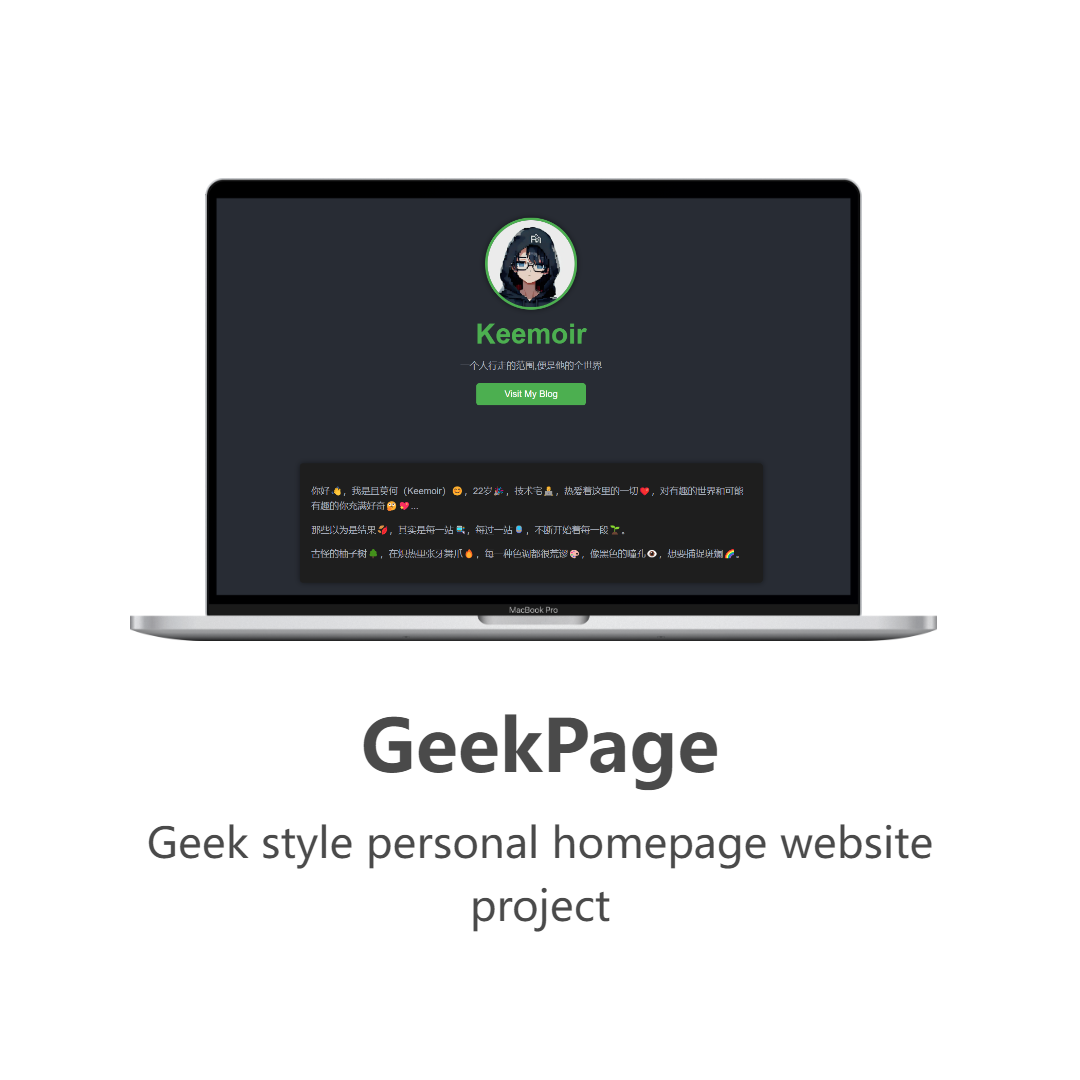 Keemoir
一个人行走的范围,便是他的个世界
Visit My Blog
你好👋，我是且莫何（Keemoir）😊，22岁🎉，技术宅👨‍💻，热爱着这里的一切❤️，对有趣的世界和可能
有趣的你充满好奇🤔💖...
那些以为是结果🍂，其实是每一站🚉，每过一站🚦，不断开始着每一段🌱。
古怪的柚子树🌳，在炽热里张牙舞爪🔥，每一种色调都很荒谬🎨，像黑色的瞳孔👁️，想要捕捉斑斓🌈。
MacBook Pro
GeekPage
Geek style personal homepage website
project